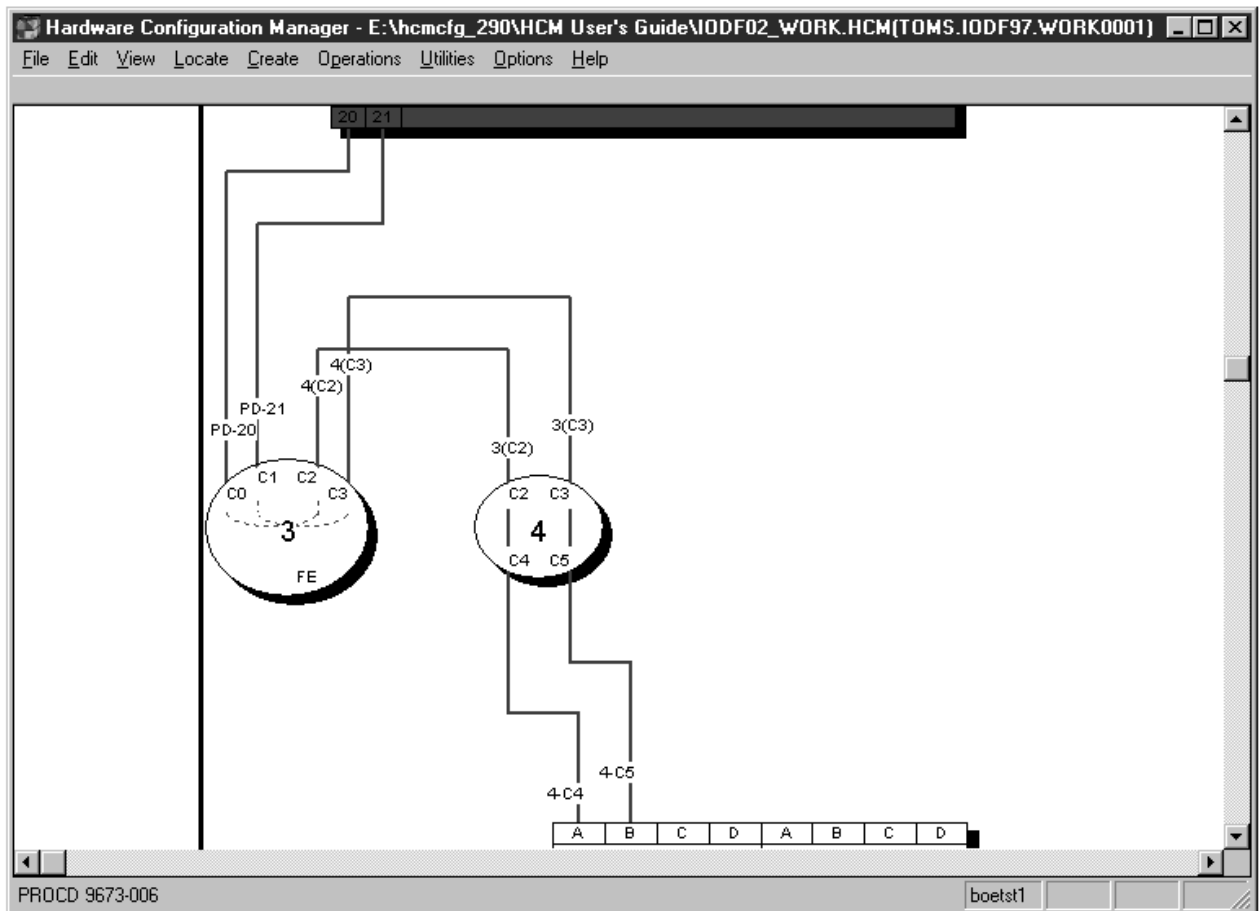 Hardware Configuration Manager - E:\hcmcfg_290\HCM User's Guide\IODF02_WORK.HCM(TOMS.IODF97.WORK0001)
File Edit View Locate Create Operations Utilities Options Help
20 21
4(C3)
4(C2)
PD-21
3(C3)
PD-20
3(C2)
C1 C2
C0 C3
C2 C3
3
4
C4 C5
FE
4-C5
4-C4
A B C D A B C D
PROCD 9673-006 boetst1